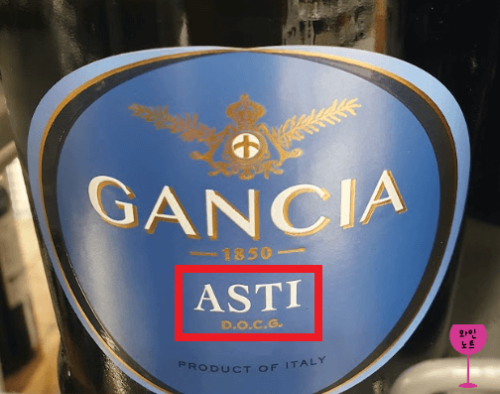 GANCIA
1850
ASTI
D.O.C.G.
PRODUCT OF ITALY
와인
노트